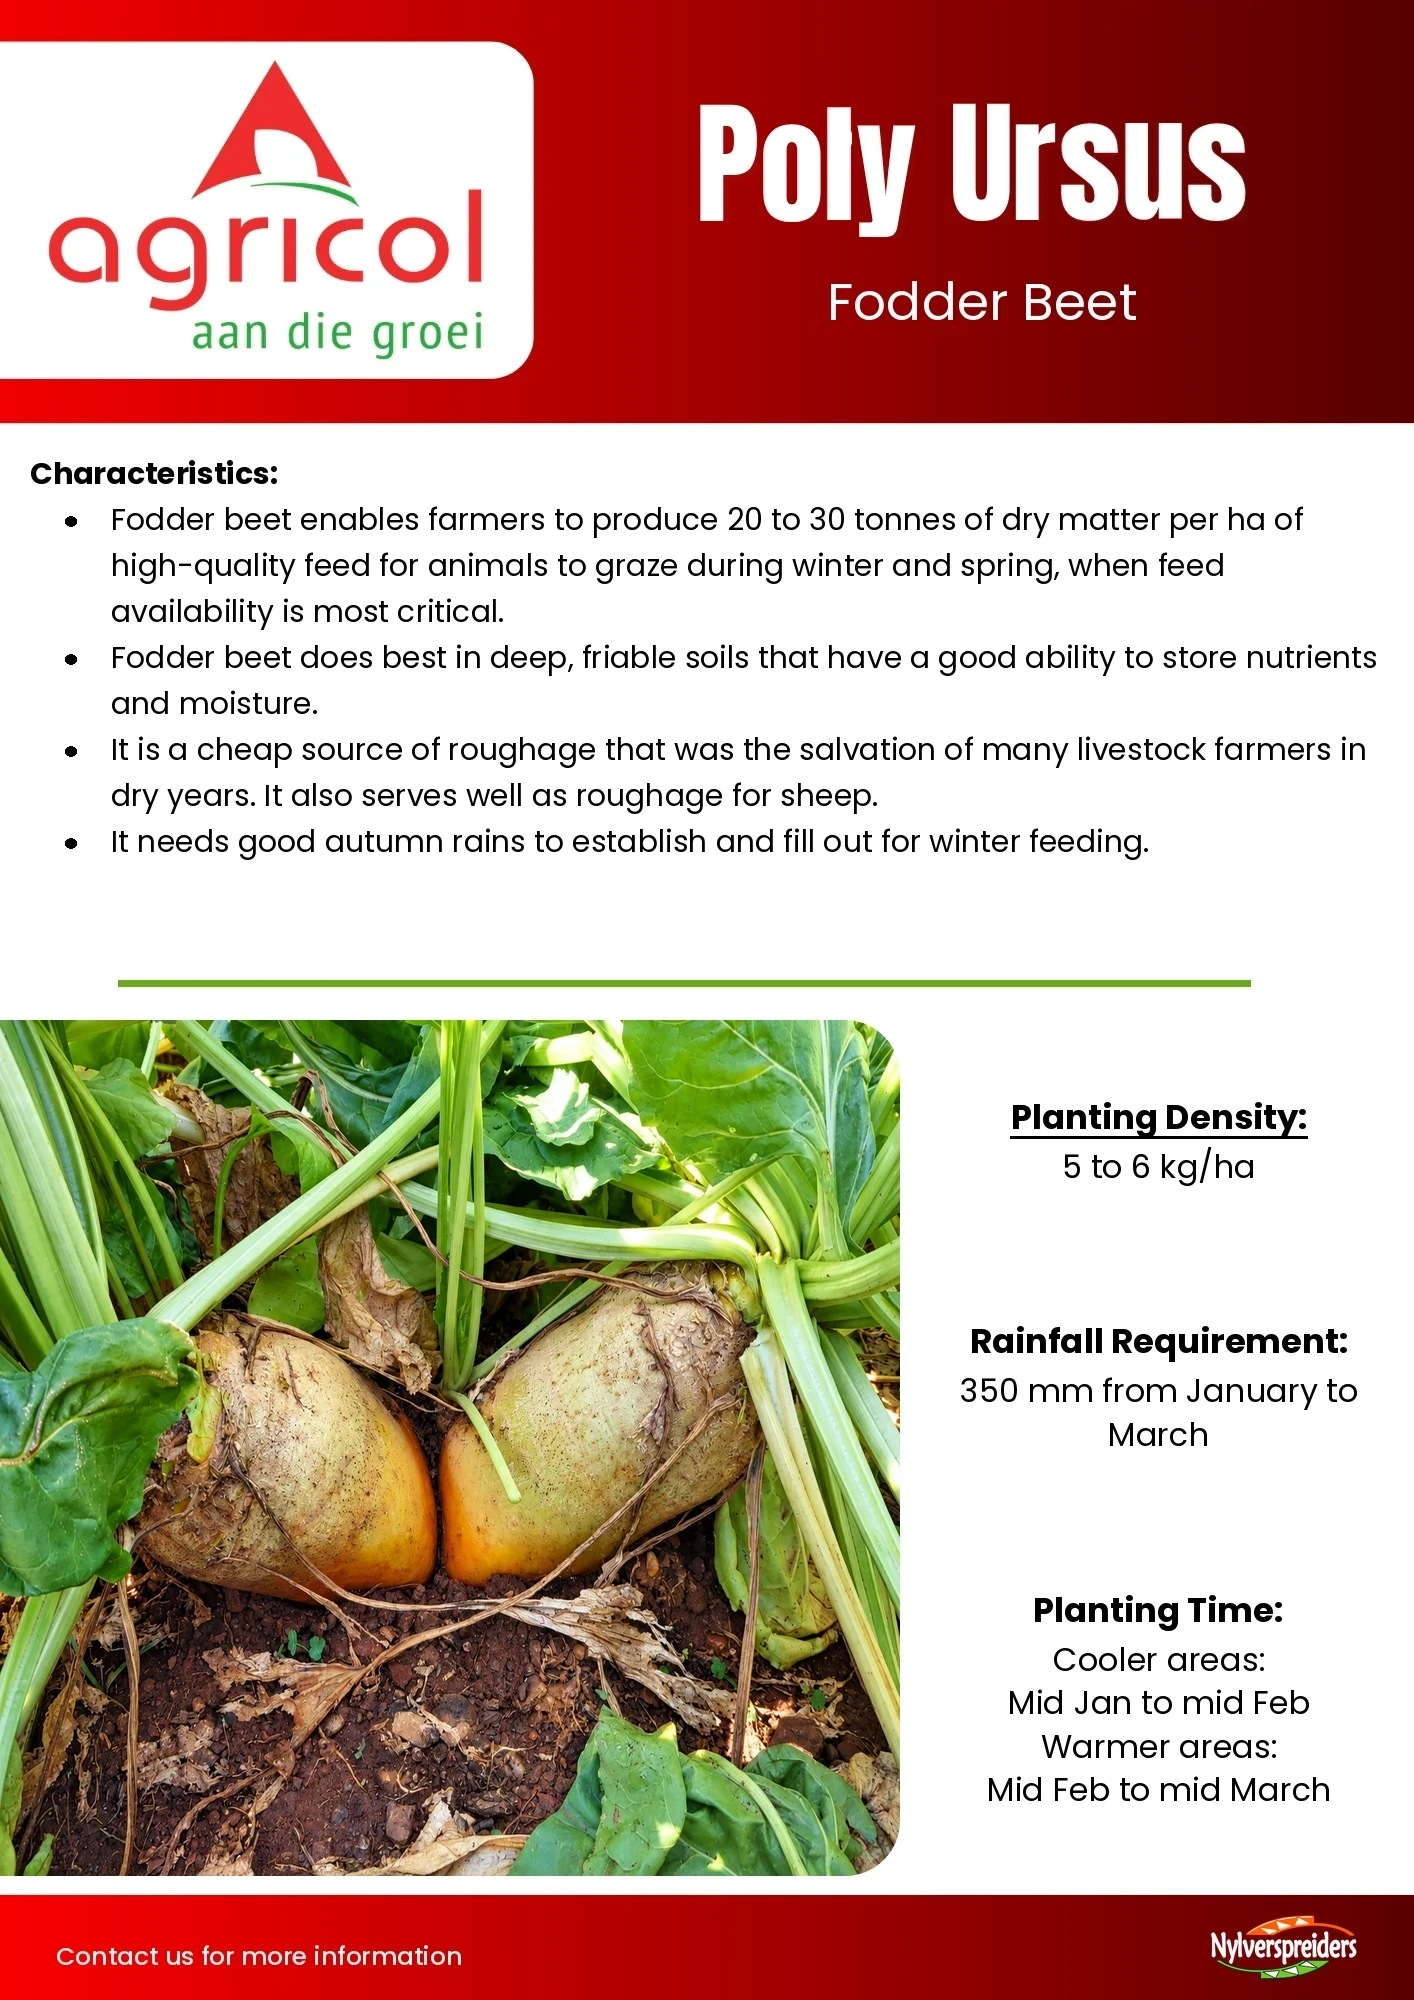 agricol
aan die groei
Poly Ursus
Fodder Beet
Characteristics:
• Fodder beet enables farmers to produce 20 to 30 tonnes of dry matter per ha of
high-quality feed for animals to graze during winter and spring, when feed
availability is most critical.
• Fodder beet does best in deep, friable soils that have a good ability to store nutrients
and moisture.
• It is a cheap source of roughage that was the salvation of many livestock farmers in
dry years. It also serves well as roughage for sheep.
• It needs good autumn rains to establish and fill out for winter feeding.
Planting Density:
5 to 6 kg/ha
Rainfall Requirement:
350 mm from January to
March
Planting Time:
Cooler areas:
Mid Jan to mid Feb
Warmer areas:
Mid Feb to mid March
Contact us for more information
Nylverspreiders